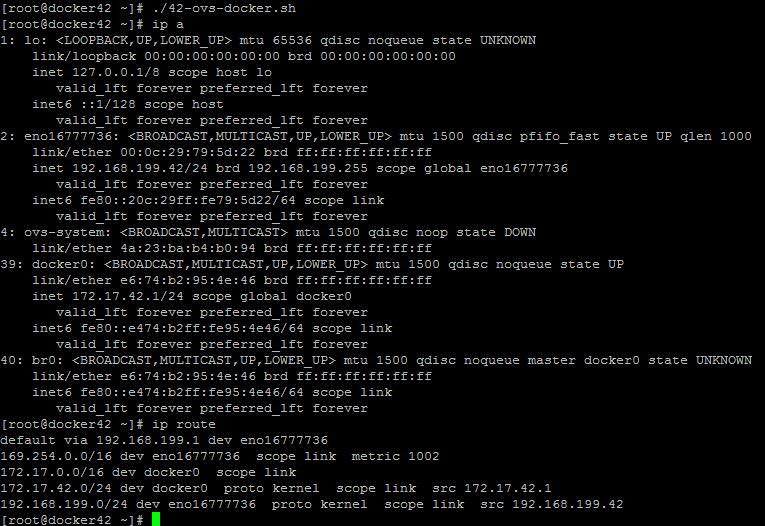 [root@docker42 ~]# ./42-ovs-docker.sh
[root@docker42 ~]# ip a
1: lo: <LOOPBACK,UP,LOWER_UP> mtu 65536 qdisc noqueue state UNKNOWN
    link/loopback 00:00:00:00:00:00 brd 00:00:00:00:00:00
    inet 127.0.0.1/8 scope host lo
       valid_lft forever preferred_lft forever
    inet6 ::1/128 scope host
       valid_lft forever preferred_lft forever
2: eno16777736: <BROADCAST,MULTICAST,UP,LOWER_UP> mtu 1500 qdisc pfifo_fast state UP qlen 1000
    link/ether 00:0c:29:79:5d:22 brd ff:ff:ff:ff:ff:ff
    inet 192.168.199.42/24 brd 192.168.199.255 scope global eno16777736
       valid_lft forever preferred_lft forever
    inet6 fe80::20c:29ff:fe79:5d22/64 scope link
       valid_lft forever preferred_lft forever
4: ovs-system: <BROADCAST,MULTICAST> mtu 1500 qdisc noop state DOWN
    link/ether 4a:23:ba:b4:b0:94 brd ff:ff:ff:ff:ff:ff
39: docker0: <BROADCAST,MULTICAST,UP,LOWER_UP> mtu 1500 qdisc noqueue state UP
    link/ether e6:74:b2:95:4e:46 brd ff:ff:ff:ff:ff:ff
    inet 172.17.42.1/24 scope global docker0
       valid_lft forever preferred_lft forever
    inet6 fe80::e474:b2ff:fe95:4e46/64 scope link
       valid_lft forever preferred_lft forever
40: br0: <BROADCAST,MULTICAST,UP,LOWER_UP> mtu 1500 qdisc noqueue master docker0 state UNKNOWN
    link/ether e6:74:b2:95:4e:46 brd ff:ff:ff:ff:ff:ff
    inet6 fe80::e474:b2ff:fe95:4e46/64 scope link
       valid_lft forever preferred_lft forever
[root@docker42 ~]# ip route
default via 192.168.199.1 dev eno16777736
169.254.0.0/16 dev eno16777736  scope link  metric 1002
172.17.0.0/16 dev docker0  scope link
172.17.42.0/24 dev docker0  proto kernel  scope link  src 172.17.42.1
192.168.199.0/24 dev eno16777736  proto kernel  scope link  src 192.168.199.42
[root@docker42 ~]#